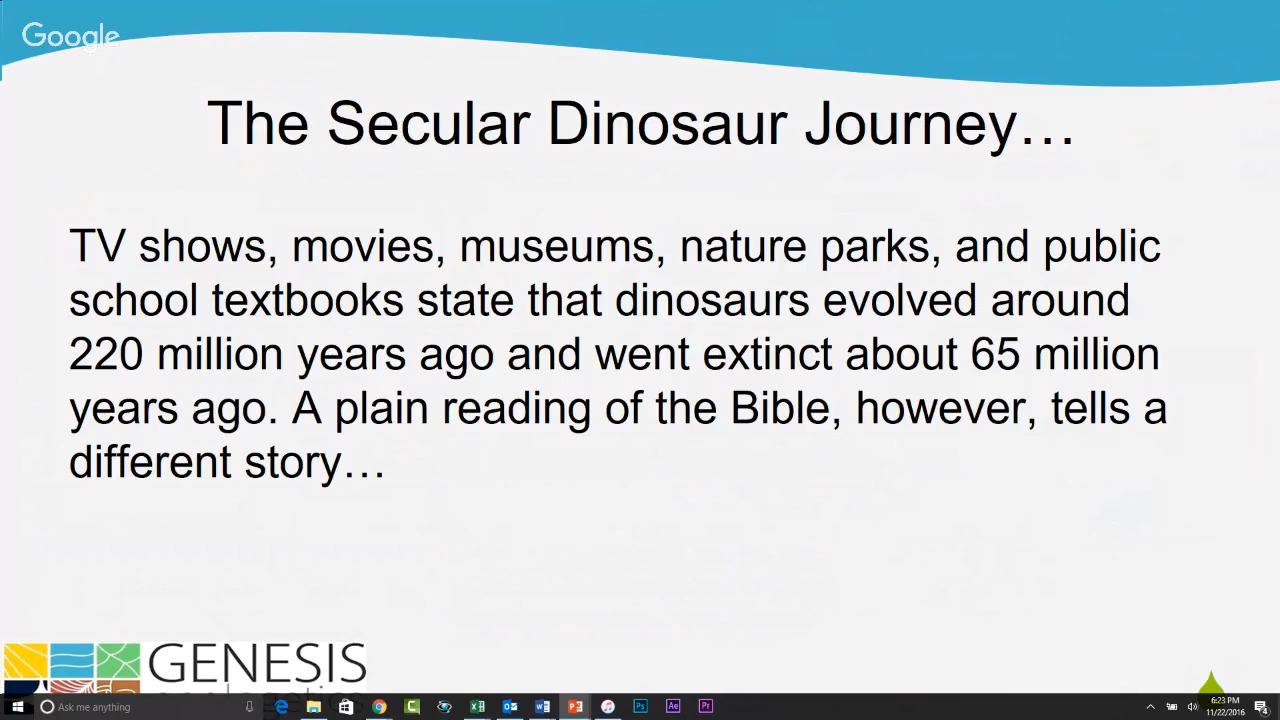 Google
The Secular Dinosaur Journey…
TV shows, movies, museums, nature parks, and public
school textbooks state that dinosaurs evolved around
220 million years ago and went extinct about 65 million
years ago. A plain reading of the Bible, however, tells a
different story…
GENESIS
Ask me anything
6:23 PM
11/22/2016